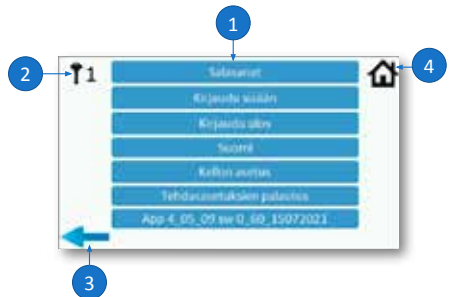 1
2
1
4
Salasanat
Kirjaudu sisään
Kirjaudu ulos
Suomi
Kellon asetus
Tehdasasetuksien palautus
App 4_05_09 sw 0_60_15072021
3